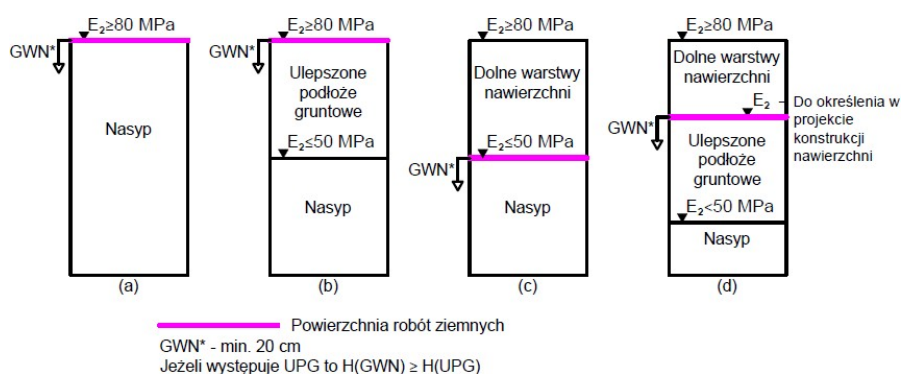 E₂≥80 MPa
GWN*
Nasyp
(a)
E₂≥80 MPa
GWN*
Ulepszone
podłoże
gruntowe
E₂≤50 MPa
Nasyp
(b)
E₂≥80 MPa
Dolne warstwy
nawierzchni
E₂≤50 MPa
GWN*
Nasyp
(c)
E₂≥80 MPa
Dolne warstwy
nawierzchni
E₂ - Do określenia w
projekcie
konstrukcji
nawierzchni
GWN*
Ulepszone
podłoże
gruntowe
E₂<50 MPa
Nasyp
(d)
Powierzchnia robót ziemnych
GWN* - min. 20 cm
Jeżeli występuje UPG to H(GWN) ≥ H(UPG)